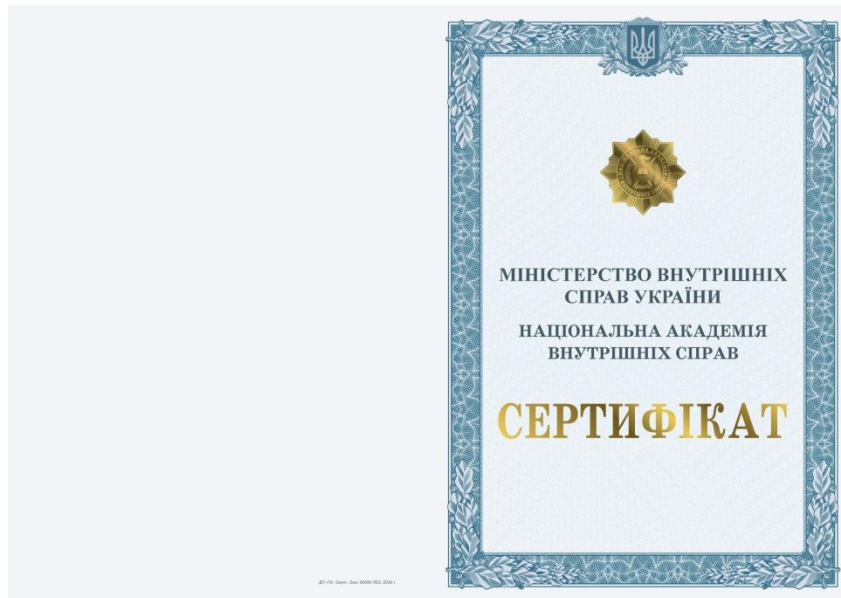 МІНІСТЕРСТВО ВНУТРІШНІХ
СПРАВ УКРАЇНИ
НАЦІОНАЛЬНА АКАДЕМІЯ
ВНУТРІШНІХ СПРАВ
СЕРТИФІКАТ